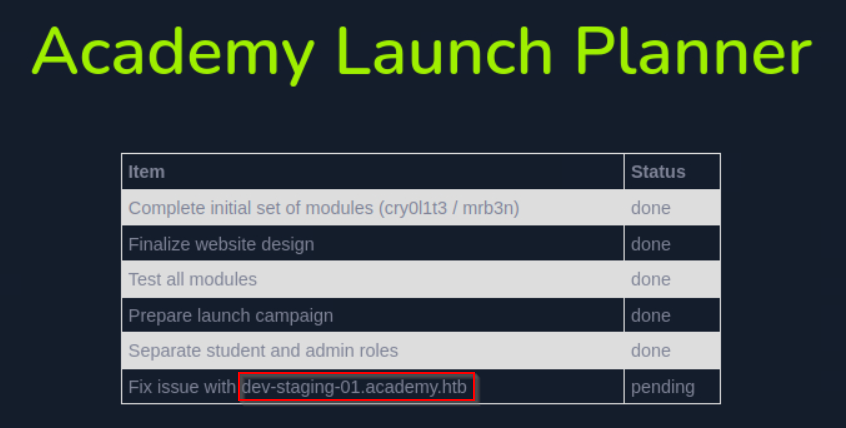 Academy Launch Planner
Item Status
Complete initial set of modules (cry0l1t3 / mrb3n) done
Finalize website design done
Test all modules done
Prepare launch campaign done
Separate student and admin roles done
Fix issue with dev-staging-01.academy.htb pending